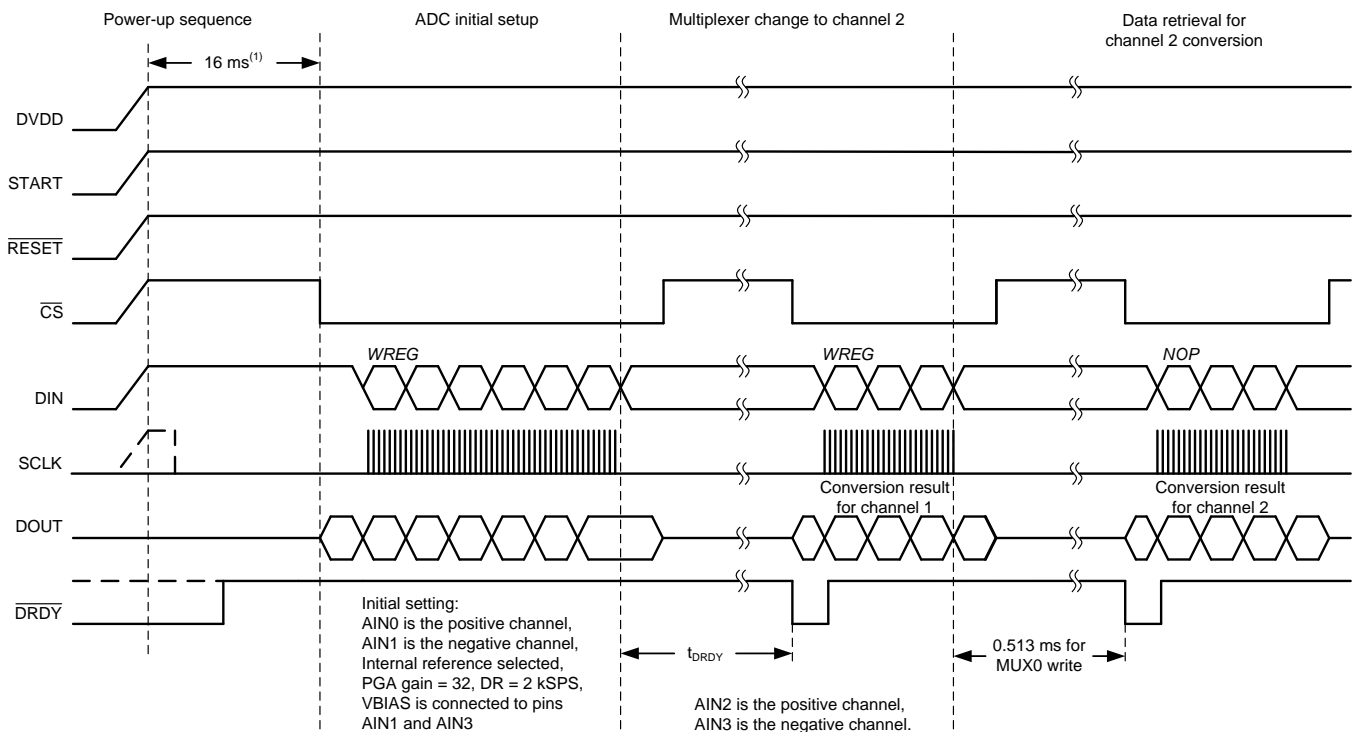 Power-up sequence
ADC initial setup
Multiplexer change to channel 2
Data retrieval for
channel 2 conversion
16 ms(1)
DVDD
START
RESET
CS
WREG
WREG
NOP
DIN
SCLK
Conversion result
for channel 1
Conversion result
for channel 2
DOUT
DRDY
Initial setting:
AIN0 is the positive channel,
AIN1 is the negative channel,
Internal reference selected,
PGA gain = 32, DR = 2 kSPS,
VBIAS is connected to pins
AIN1 and AIN3
tDRDY
0.513 ms for
MUX0 write
AIN2 is the positive channel,
AIN3 is the negative channel.